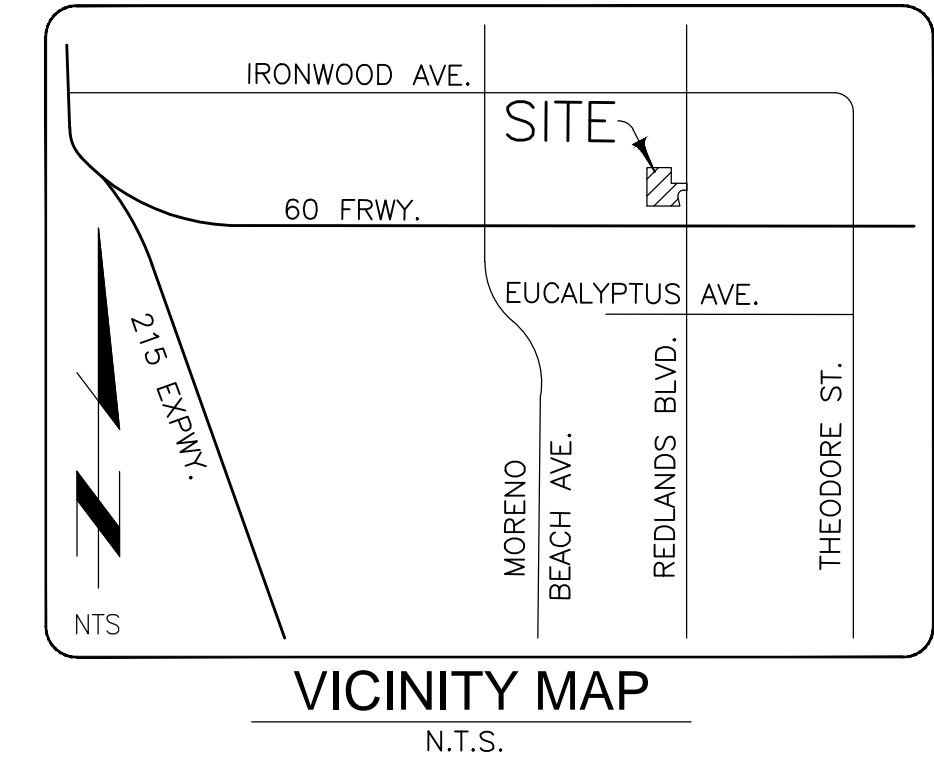 IRONWOOD AVE.
SITE
60 FRWY.
EUCALYPTUS AVE.
215 EXPWY.
MORENO
BEACH AVE.
REDLANDS BLVD.
THEODORE ST.
N
NTS
VICINITY MAP
N.T.S.